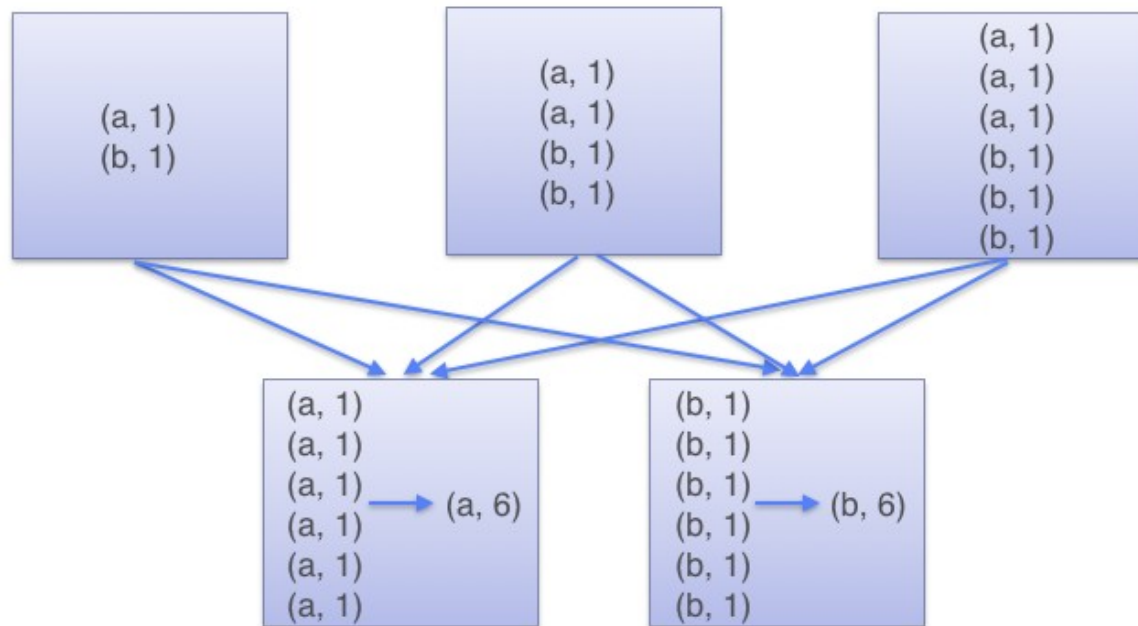 (a, 1)
(b, 1)
(a, 1)
(a, 1)
(b, 1)
(b, 1)
(a, 1)
(a, 1)
(a, 1)
(b, 1)
(b, 1)
(b, 1)
(a, 1)
(a, 1)
(a, 1)
(a, 1)
(a, 1)
(a, 1)
(a, 6)
(b, 1)
(b, 1)
(b, 1)
(b, 1)
(b, 1)
(b, 1)
(b, 6)